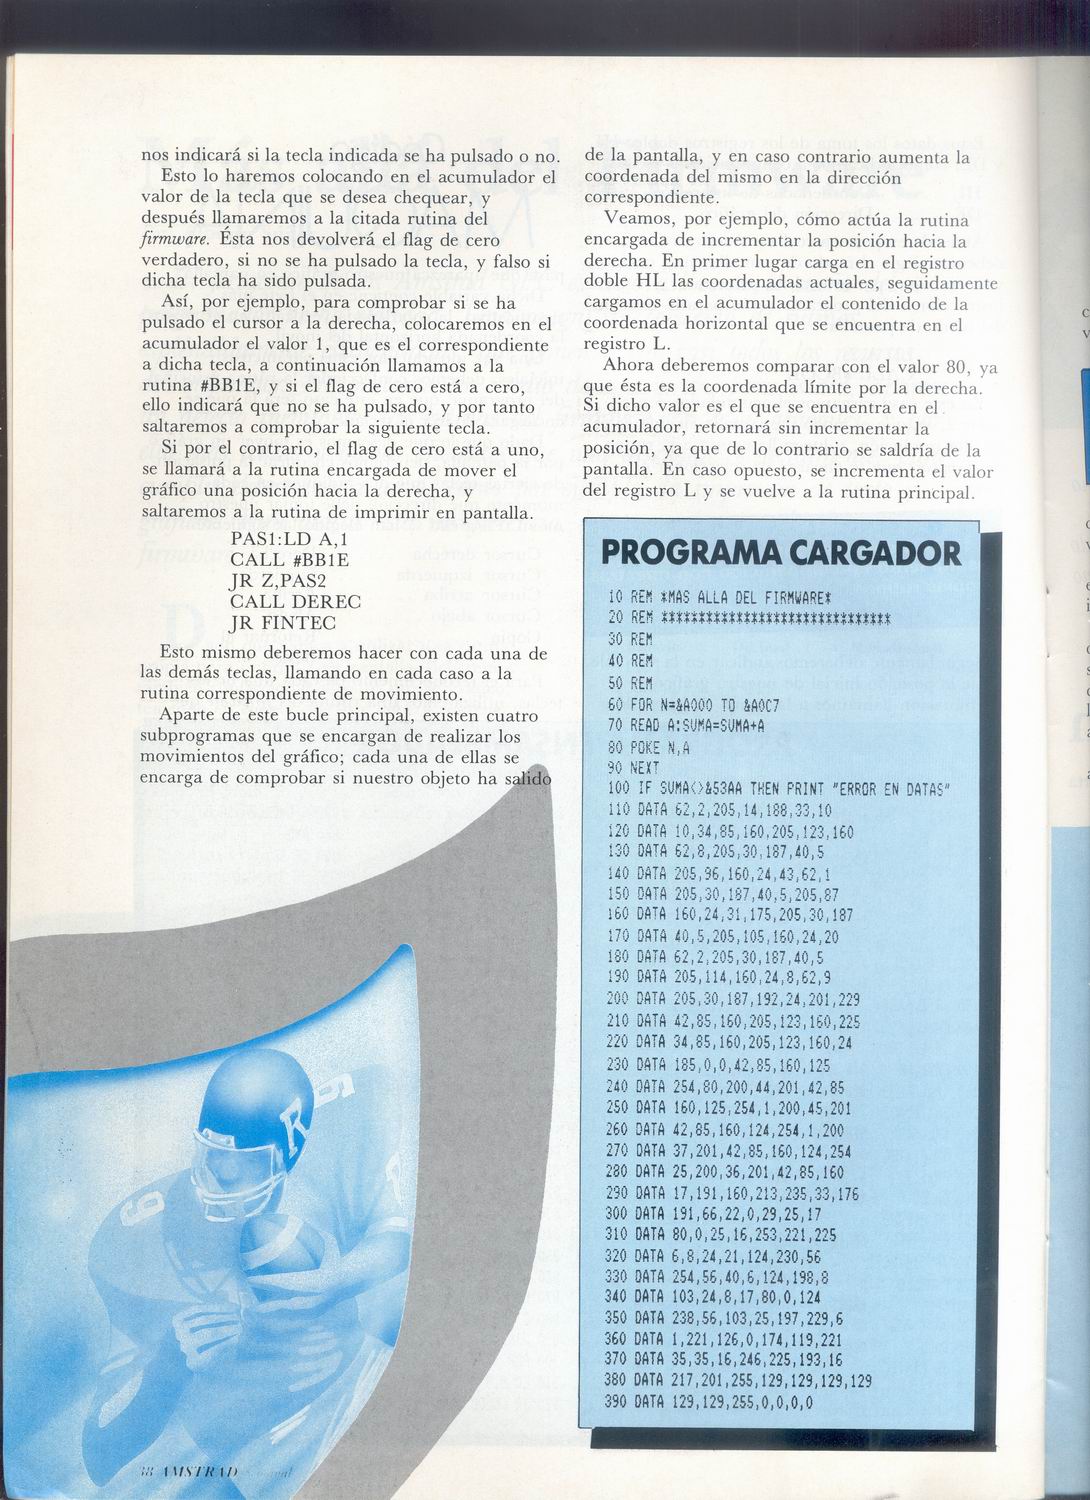 nos indicará si la tecla indicada se ha pulsado o no.
Esto lo haremos colocando en el acumulador el
valor de la tecla que se desea chequear, y
después llamaremos a la citada rutina del
firmware. Ésta nos devolverá el flag de cero
verdadero, si no se ha pulsado la tecla, y falso si
dicha tecla ha sido pulsada.
Así, por ejemplo, para comprobar si se ha
pulsado el cursor a la derecha, colocaremos en el
acumulador el valor 1, que es el correspondiente
a dicha tecla, a continuación llamamos a la
rutina #BB1E, y si el flag de cero está a cero,
ello indicará que no se ha pulsado, y por tanto
saltaremos a comprobar la siguiente tecla.
Si por el contrario, el flag de cero está a uno,
se llamará a la rutina encargada de mover el
gráfico una posición hacia la derecha, y
saltaremos a la rutina de imprimir en pantalla.
PAS1:LD A,1
CALL #BB1E
JR Z,PAS2
CALL DEREC
JR FINTEC
Esto mismo deberemos hacer con cada una de
las demás teclas, llamando en cada caso a la
rutina correspondiente de movimiento.
Aparte de este bucle principal, existen cuatro
subprogramas que se encargan de realizar los
movimientos del gráfico; cada una de ellas se
encarga de comprobar si nuestro objeto ha salido
de la pantalla, y en caso contrario aumenta la
coordenada del mismo en la dirección
correspondiente.
Veamos, por ejemplo, cómo actúa la rutina
encargada de incrementar la posición hacia la
derecha. En primer lugar carga en el registro
doble HL las coordenadas actuales, seguidamente
cargamos en el acumulador el contenido de la
coordenada horizontal que se encuentra en el
registro L.
Ahora deberemos comparar con el valor 80, ya
que ésta es la coordenada límite por la derecha.
Si dicho valor es el que se encuentra en el
acumulador, retornará sin incrementar la
posición, ya que de lo contrario se saldría de la
pantalla. En caso opuesto, se incrementa el valor
del registro L y se vuelve a la rutina principal.
PROGRAMA CARGADOR
10 REM *MAS ALLA DEL FIRMWARE*
20 REM *******************************
30 REM
40 REM
50 REM
60 FOR N=&A000 TO &A0C7
70 READ A:SUMA=SUMA+A
80 POKE N,A
90 NEXT
100 IF SUMA<>&53AA THEN PRINT "ERROR EN DATAS"
110 DATA 62,2,205,14,188,33,10
120 DATA 10,34,85,160,205,123,160
130 DATA 62,8,205,30,187,40,5
140 DATA 205,96,160,24,43,62,1
150 DATA 205,30,187,40,5,205,87
160 DATA 160,24,31,175,205,30,187
170 DATA 40,5,205,105,160,24,20
180 DATA 62,2,205,30,187,40,5
190 DATA 205,114,160,24,8,62,9
200 DATA 205,30,187,192,24,201,229
210 DATA 42,85,160,205,123,160,225
220 DATA 34,85,160,205,123,160,24
230 DATA 185,0,0,42,85,160,125
240 DATA 254,80,200,44,201,42,85
250 DATA 160,125,254,1,200,45,201
260 DATA 42,85,160,124,254,1,200
270 DATA 37,201,42,85,160,124,254
280 DATA 25,200,36,201,42,85,160
290 DATA 17,191,160,213,235,33,176
300 DATA 191,66,22,0,29,25,17
310 DATA 80,0,25,16,253,221,225
320 DATA 6,8,24,21,124,230,56
330 DATA 254,56,40,6,124,198,8
340 DATA 103,24,8,17,80,0,124
350 DATA 238,56,103,25,197,229,6
360 DATA 1,221,126,0,174,119,221
370 DATA 35,35,16,246,225,193,16
380 DATA 217,201,255,129,129,129,129
390 DATA 129,129,255,0,0,0,0
38 AMSTRAD